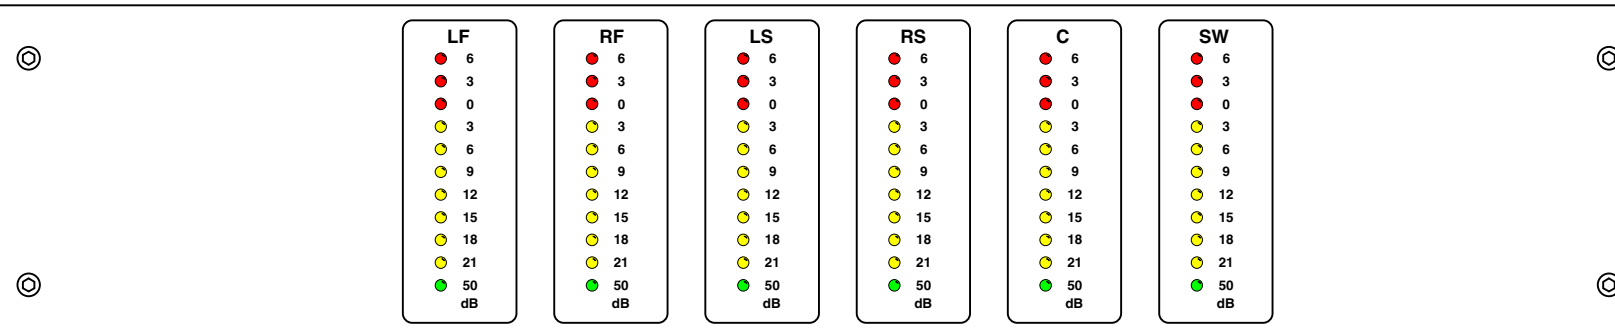 LF RF LS RS C SW
6 6 6 6 6 6
3 3 3 3 3 3
0 0 0 0 0 0
3 3 3 3 3 3
6 6 6 6 6 6
9 9 9 9 9 9
12 12 12 12 12 12
15 15 15 15 15 15
18 18 18 18 18 18
21 21 21 21 21 21
50 50 50 50 50 50
dB dB dB dB dB dB